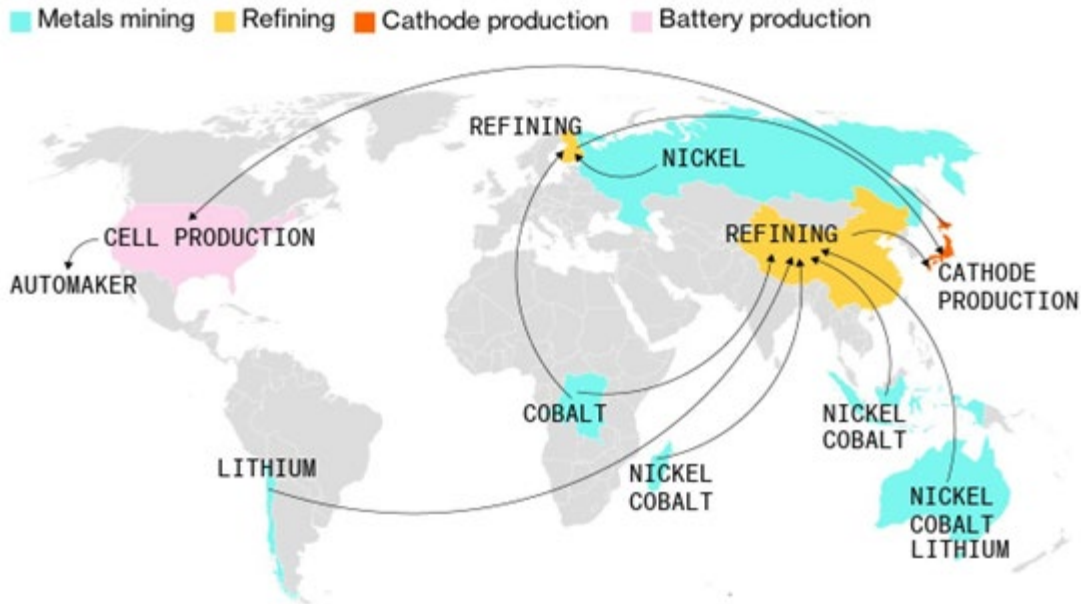 Metals mining Refining Cathode production Battery production
REFINING
NICKEL
CELL PRODUCTION
REFINING
AUTOMAKER
CATHODE
PRODUCTION
COBALT
NICKEL
COBALT
LITHIUM
NICKEL
COBALT
NICKEL
COBALT
LITHIUM